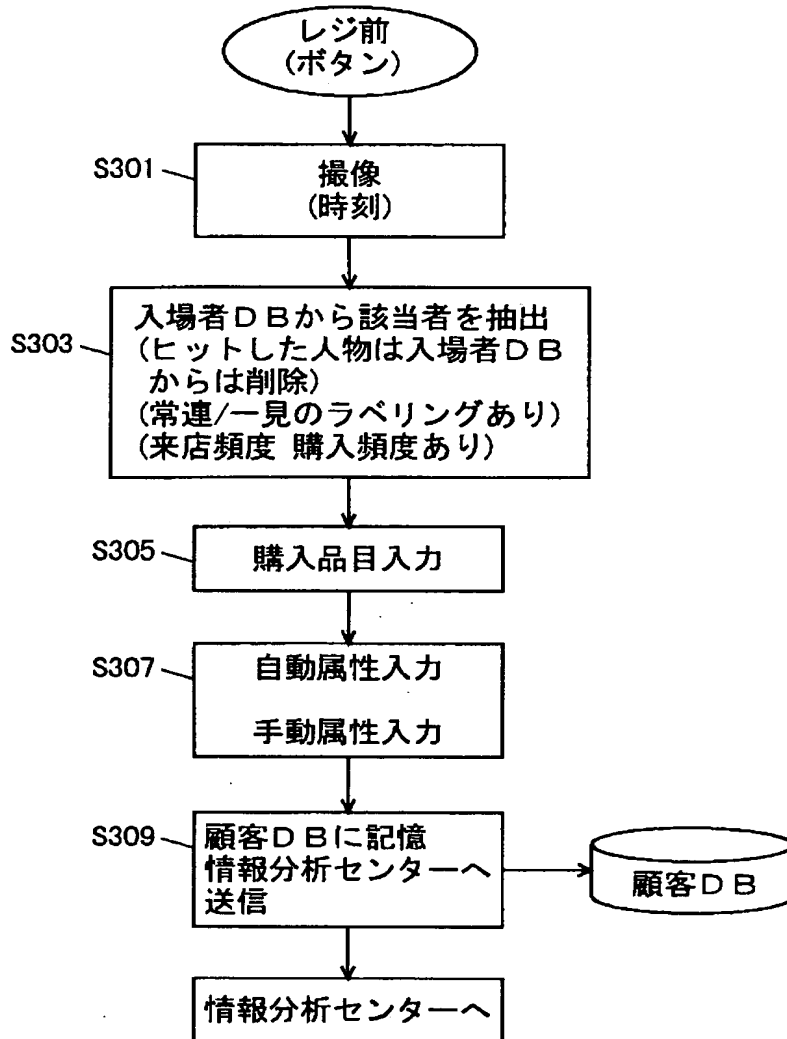 レジ前
(ボタン)
S301
撮像
(時刻)
S303
入場者DBから該当者を抽出
(ヒットした人物は入場者DB
からは削除)
(常連/一見のラベリングあり)
(来店頻度 購入頻度あり)
S305
購入品目入力
S307
自動属性入力
手動属性入力
S309
顧客DBに記憶
情報分析センターへ
送信
顧客DB
情報分析センターへ